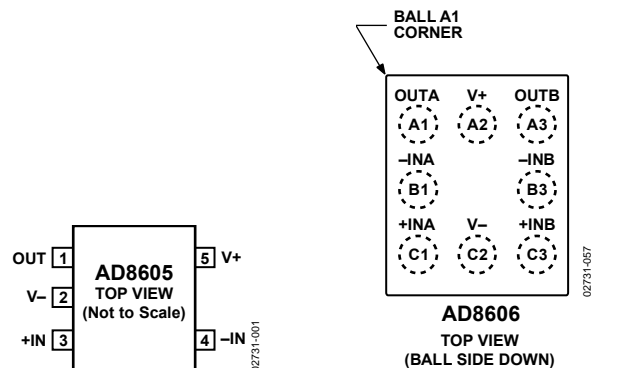 BALL A1
CORNER
OUTA V+ OUTB
A1 A2 A3
–INA –INB
B1 B3
+INA V– +INB
C1 C2 C3
02731-057
AD8606
TOP VIEW
(BALL SIDE DOWN)
OUT 1 5 V+
AD8605
TOP VIEW
(Not to Scale)
V– 2
+IN 3 4 –IN
02731-001